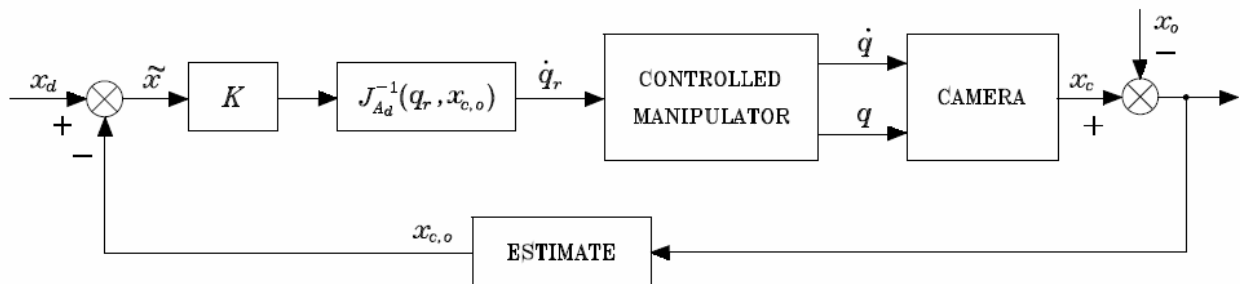 x_d
+
−
x̃
K
J_{A_d}^{-1}(q_r, x_{c,o})
q̇_r
CONTROLLED
MANIPULATOR
q̇
q
CAMERA
x_c
+
x_o
−
x_{c,o}
ESTIMATE